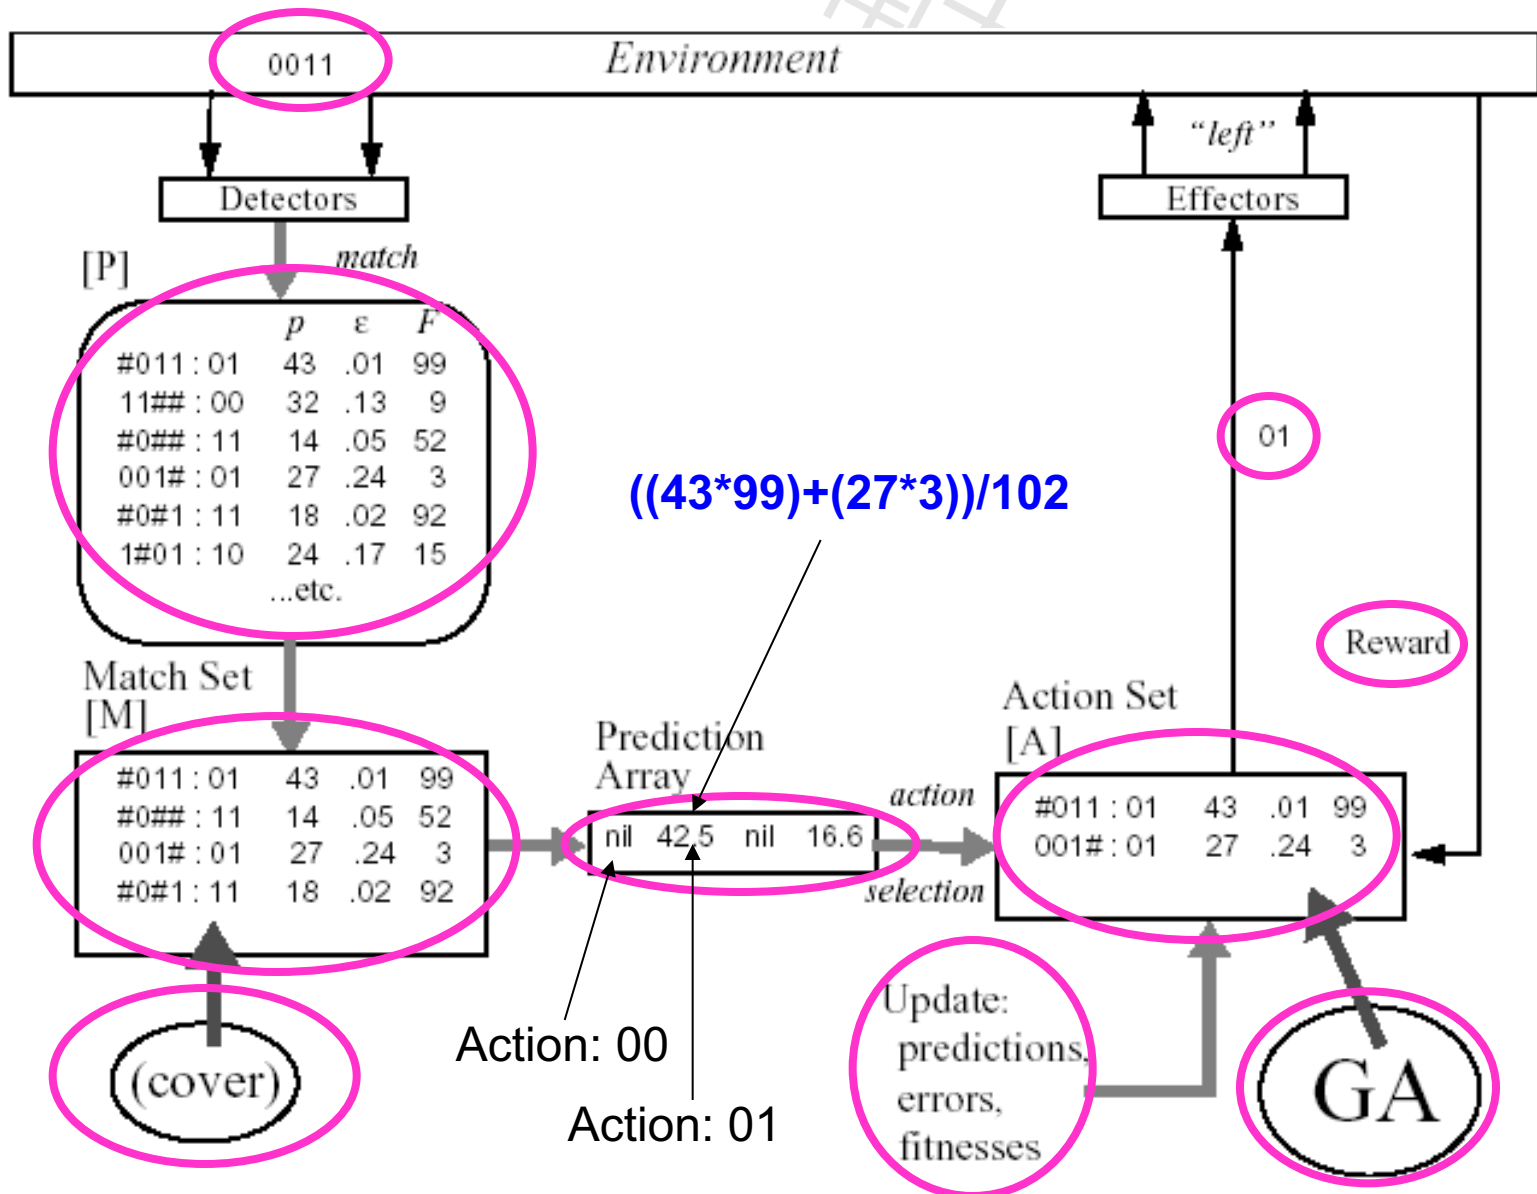 0011
Environment
"left"
Detectors
Effectors
[P]
match
p ε F
#011 : 01 43 .01 99
11## : 00 32 .13 9
#0## : 11 14 .05 52
001# : 01 27 .24 3
#0#1 : 11 18 .02 92
1#01 : 10 24 .17 15
...etc.
01
((43*99)+(27*3))/102
Reward
Match Set
[M]
#011 : 01 43 .01 99
#0## : 11 14 .05 52
001# : 01 27 .24 3
#0#1 : 11 18 .02 92
Prediction
Array
nil 42.5 nil 16.6
action
selection
Action Set
[A]
#011 : 01 43 .01 99
001# : 01 27 .24 3
(cover)
Action: 00
Action: 01
Update:
predictions,
errors,
fitnesses
GA